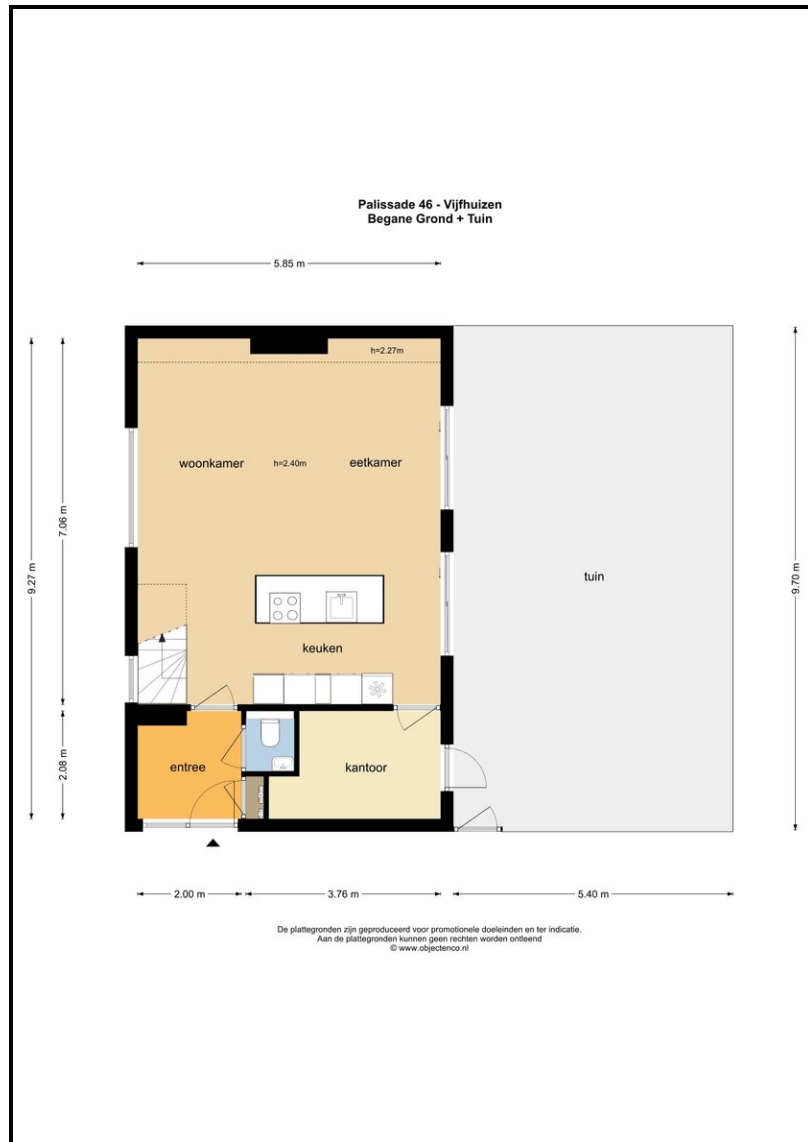 Palissade 46 - Vijfhuizen
Begane Grond + Tuin
5.85 m
h=2.27m
woonkamer
h=2.40m
eetkamer
7.06 m
9.27 m
tuin
9.70 m
keuken
2.08 m
entree
kantoor
2.00 m
3.76 m
5.40 m
De plattegronden zijn geproduceerd voor promotionele doeleinden en ter indicatie.
Aan de plattegronden kunnen geen rechten worden ontleend
© www.objectenco.nl